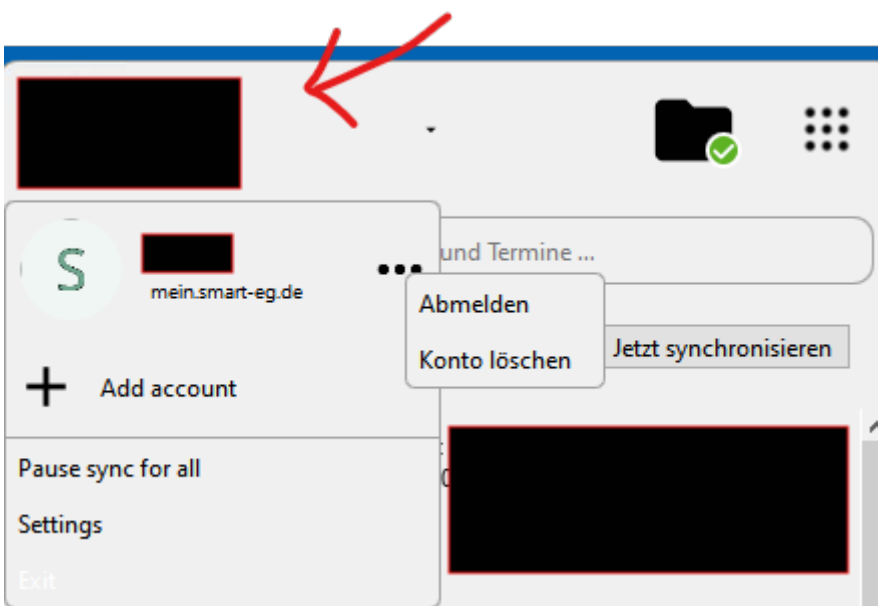 und Termine ...
S
mein.smart-eg.de
Abmelden
Konto löschen
Jetzt synchronisieren
Add account
Pause sync for all
Settings
Exit